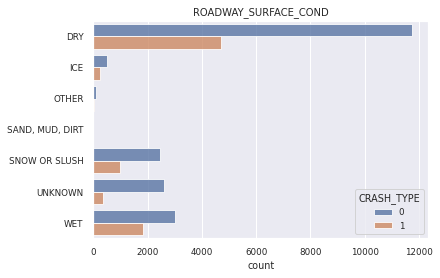 ROADWAY_SURFACE_COND
DRY
ICE
OTHER
SAND, MUD, DIRT
SNOW OR SLUSH
UNKNOWN
WET
CRASH_TYPE
0
1
0 2000 4000 6000 8000 10000 12000
count